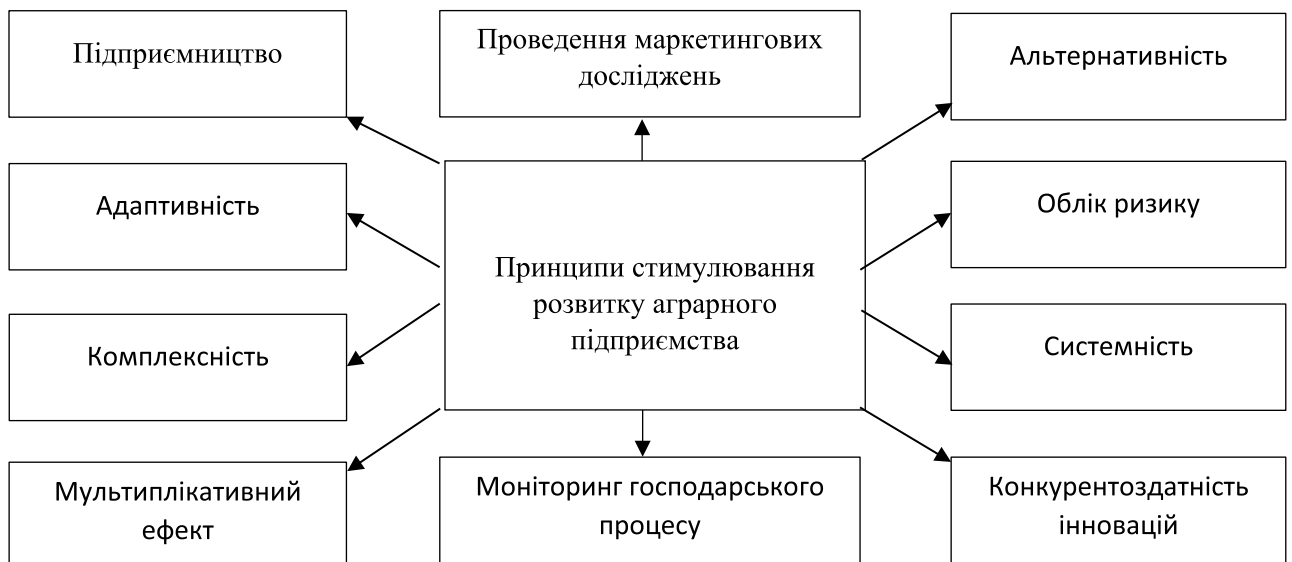 Підприємництво
Проведення маркетингових
досліджень
Альтернативність
Адаптивність
Облік ризику
Принципи стимулювання
розвитку аграрного
підприємства
Комплексність
Системність
Мультиплікативний
ефект
Моніторинг господарського
процесу
Конкурентоздатність
інновацій